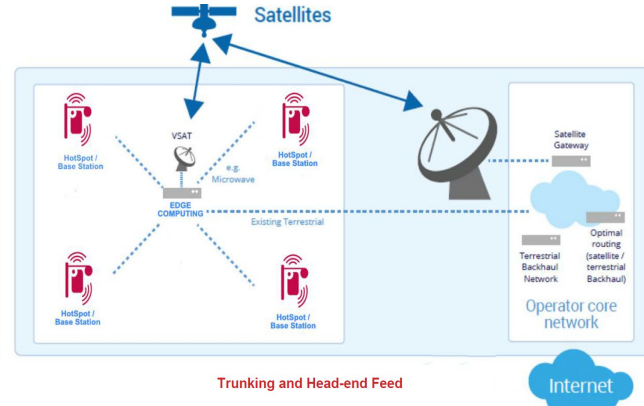 Satellites
HotSpot /
Base Station
VSAT
HotSpot /
Base Station
e.g.
Microwave
EDGE
COMPUTING
Existing Terrestrial
HotSpot /
Base Station
HotSpot /
Base Station
Satellite
Gateway
Terrestrial
Backhaul
Network
Optimal
routing
(satellite /
terrestrial
Backhaul)
Operator core
network
Trunking and Head-end Feed
Internet